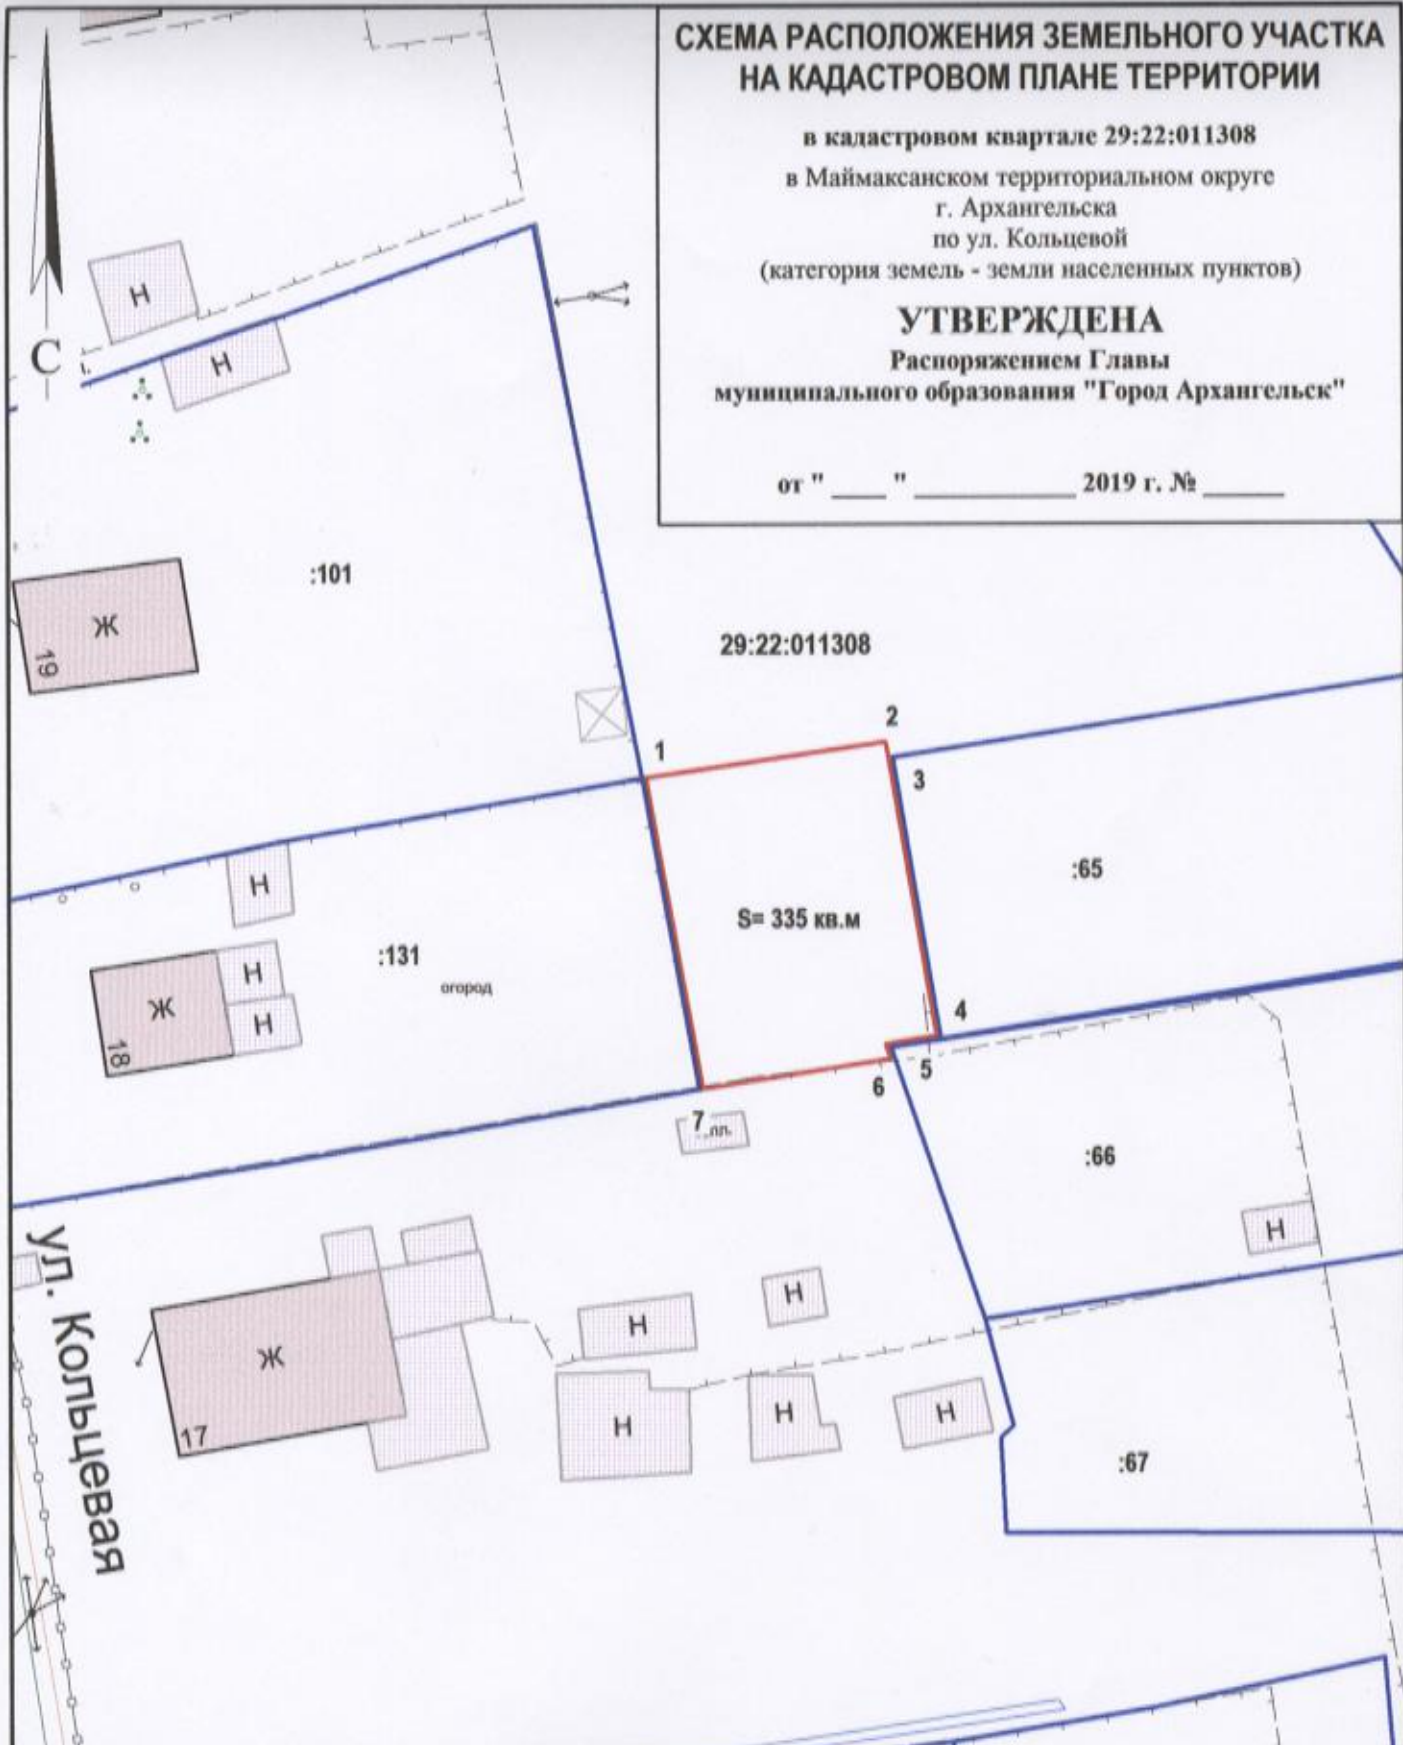 СХЕМА РАСПОЛОЖЕНИЯ ЗЕМЕЛЬНОГО УЧАСТКА
НА КАДАСТРОВОМ ПЛАНЕ ТЕРРИТОРИИ
в кадастровом квартале 29:22:011308
в Маймаксанском территориальном округе
г. Архангельска
по ул. Кольцевой
(категория земель - земли населенных пунктов)
УТВЕРЖДЕНА
Распоряжением Главы
муниципального образования "Город Архангельск"
от " ____ " ____________ 2019 г. № ______
С
Н
Н
:101
Ж
19
29:22:011308
1
2
3
:65
S= 335 кв.м
Н
:131
огород
Н
Ж
Н
18
4
5
6
7
пл.
:66
Н
ул. Кольцевая
Ж
17
Н
Н
Н
Н
Н
:67